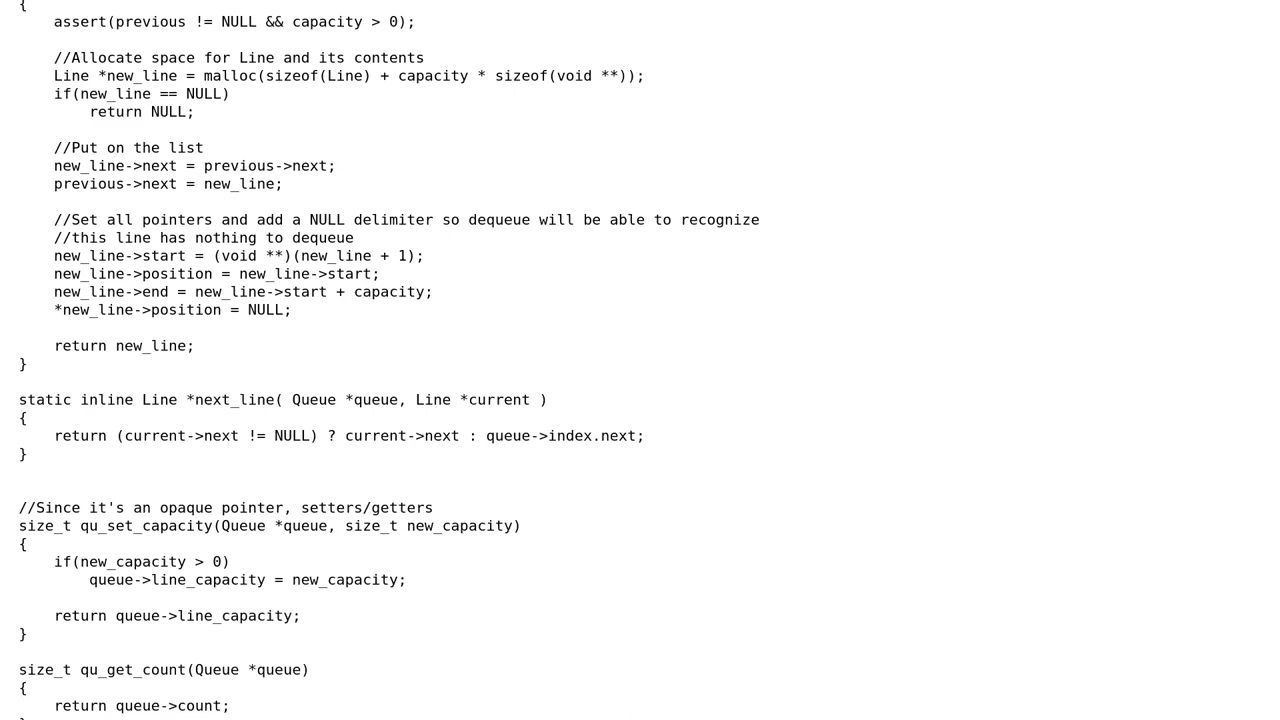 {
    assert(previous != NULL && capacity > 0);

    //Allocate space for Line and its contents
    Line *new_line = malloc(sizeof(Line) + capacity * sizeof(void **));
    if(new_line == NULL)
        return NULL;

    //Put on the list
    new_line->next = previous->next;
    previous->next = new_line;

    //Set all pointers and add a NULL delimiter so dequeue will be able to recognize
    //this line has nothing to dequeue
    new_line->start = (void **)(new_line + 1);
    new_line->position = new_line->start;
    new_line->end = new_line->start + capacity;
    *new_line->position = NULL;

    return new_line;
}

static inline Line *next_line( Queue *queue, Line *current )
{
    return (current->next != NULL) ? current->next : queue->index.next;
}


//Since it's an opaque pointer, setters/getters
size_t qu_set_capacity(Queue *queue, size_t new_capacity)
{
    if(new_capacity > 0)
        queue->line_capacity = new_capacity;

    return queue->line_capacity;
}

size_t qu_get_count(Queue *queue)
{
    return queue->count;
}